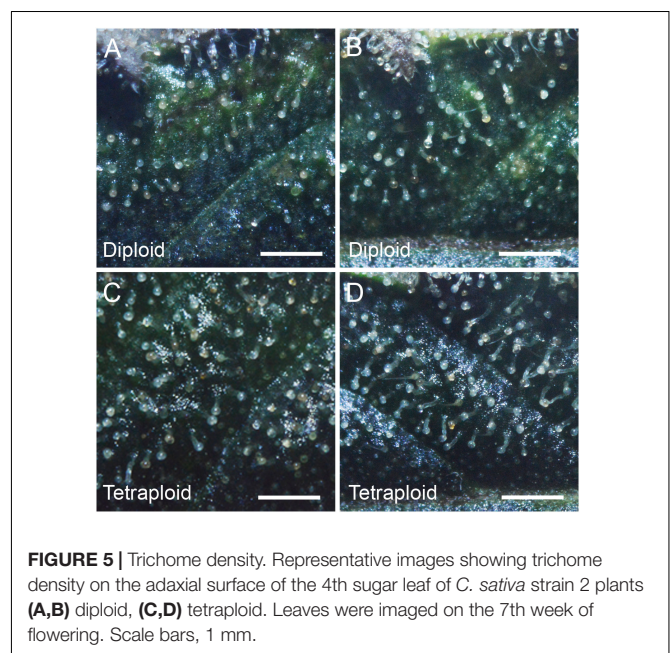 A
B
Diploid
Diploid
C
D
Tetraploid
Tetraploid
FIGURE 5 | Trichome density. Representative images showing trichome
density on the adaxial surface of the 4th sugar leaf of C. sativa strain 2 plants
(A,B) diploid, (C,D) tetraploid. Leaves were imaged on the 7th week of
flowering. Scale bars, 1 mm.